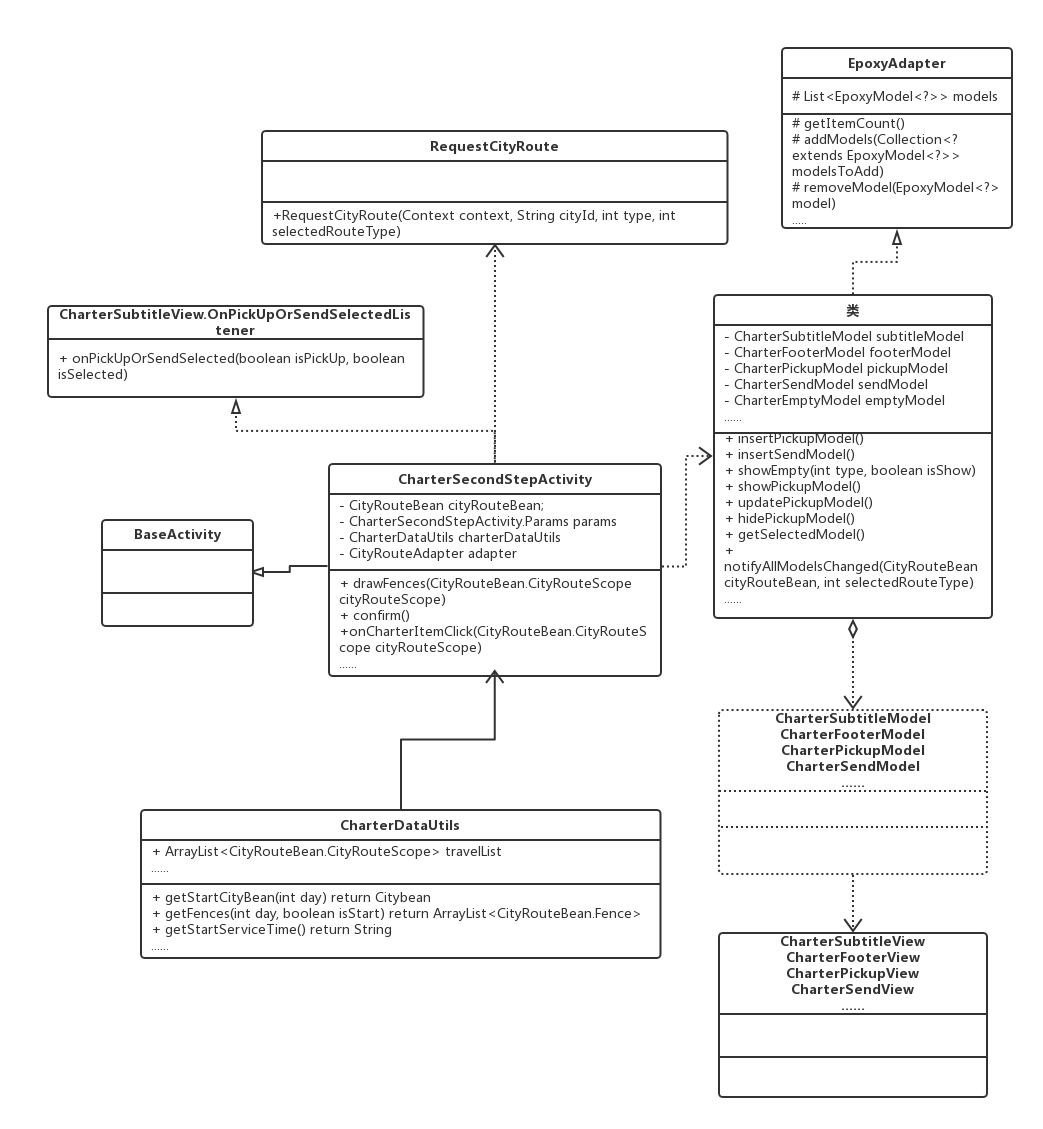 EpoxyAdapter
# List<EpoxyModel<?>> models
# getItemCount()
# addModels(Collection<?
extends EpoxyModel<?>>
modelsToAdd)
# removeModel(EpoxyModel<?>
model)
.....
RequestCityRoute
+RequestCityRoute(Context context, String cityId, int type, int
selectedRouteType)
CharterSubtitleView.OnPickUpOrSendSelectedLis
tener
+ onPickUpOrSendSelected(boolean isPickUp, boolean
isSelected)
类
- CharterSubtitleModel subtitleModel
- CharterFooterModel footerModel
- CharterPickupModel pickupModel
- CharterSendModel sendModel
- CharterEmptyModel emptyModel
......
+ insertPickupModel()
+ insertSendModel()
+ showEmpty(int type, boolean isShow)
+ showPickupModel()
+ updatePickupModel()
+ hidePickupModel()
+ getSelectedModel()
+
notifyAllModelsChanged(CityRouteBean
cityRouteBean, int selectedRouteType)
......
CharterSecondStepActivity
- CityRouteBean cityRouteBean;
- CharterSecondStepActivity.Params params
- CharterDataUtils charterDataUtils
- CityRouteAdapter adapter
+ drawFences(CityRouteBean.CityRouteScope
cityRouteScope)
+ confirm()
+onCharterItemClick(CityRouteBean.CityRouteS
cope cityRouteScope)
......
BaseActivity
CharterSubtitleModel
CharterFooterModel
CharterPickupModel
CharterSendModel
......
CharterDataUtils
+ ArrayList<CityRouteBean.CityRouteScope> travelList
......
+ getStartCityBean(int day) return Citybean
+ getFences(int day, boolean isStart) return ArrayList<CityRouteBean.Fence>
+ getStartServiceTime() return String
......
CharterSubtitleView
CharterFooterView
CharterPickupView
CharterSendView
......